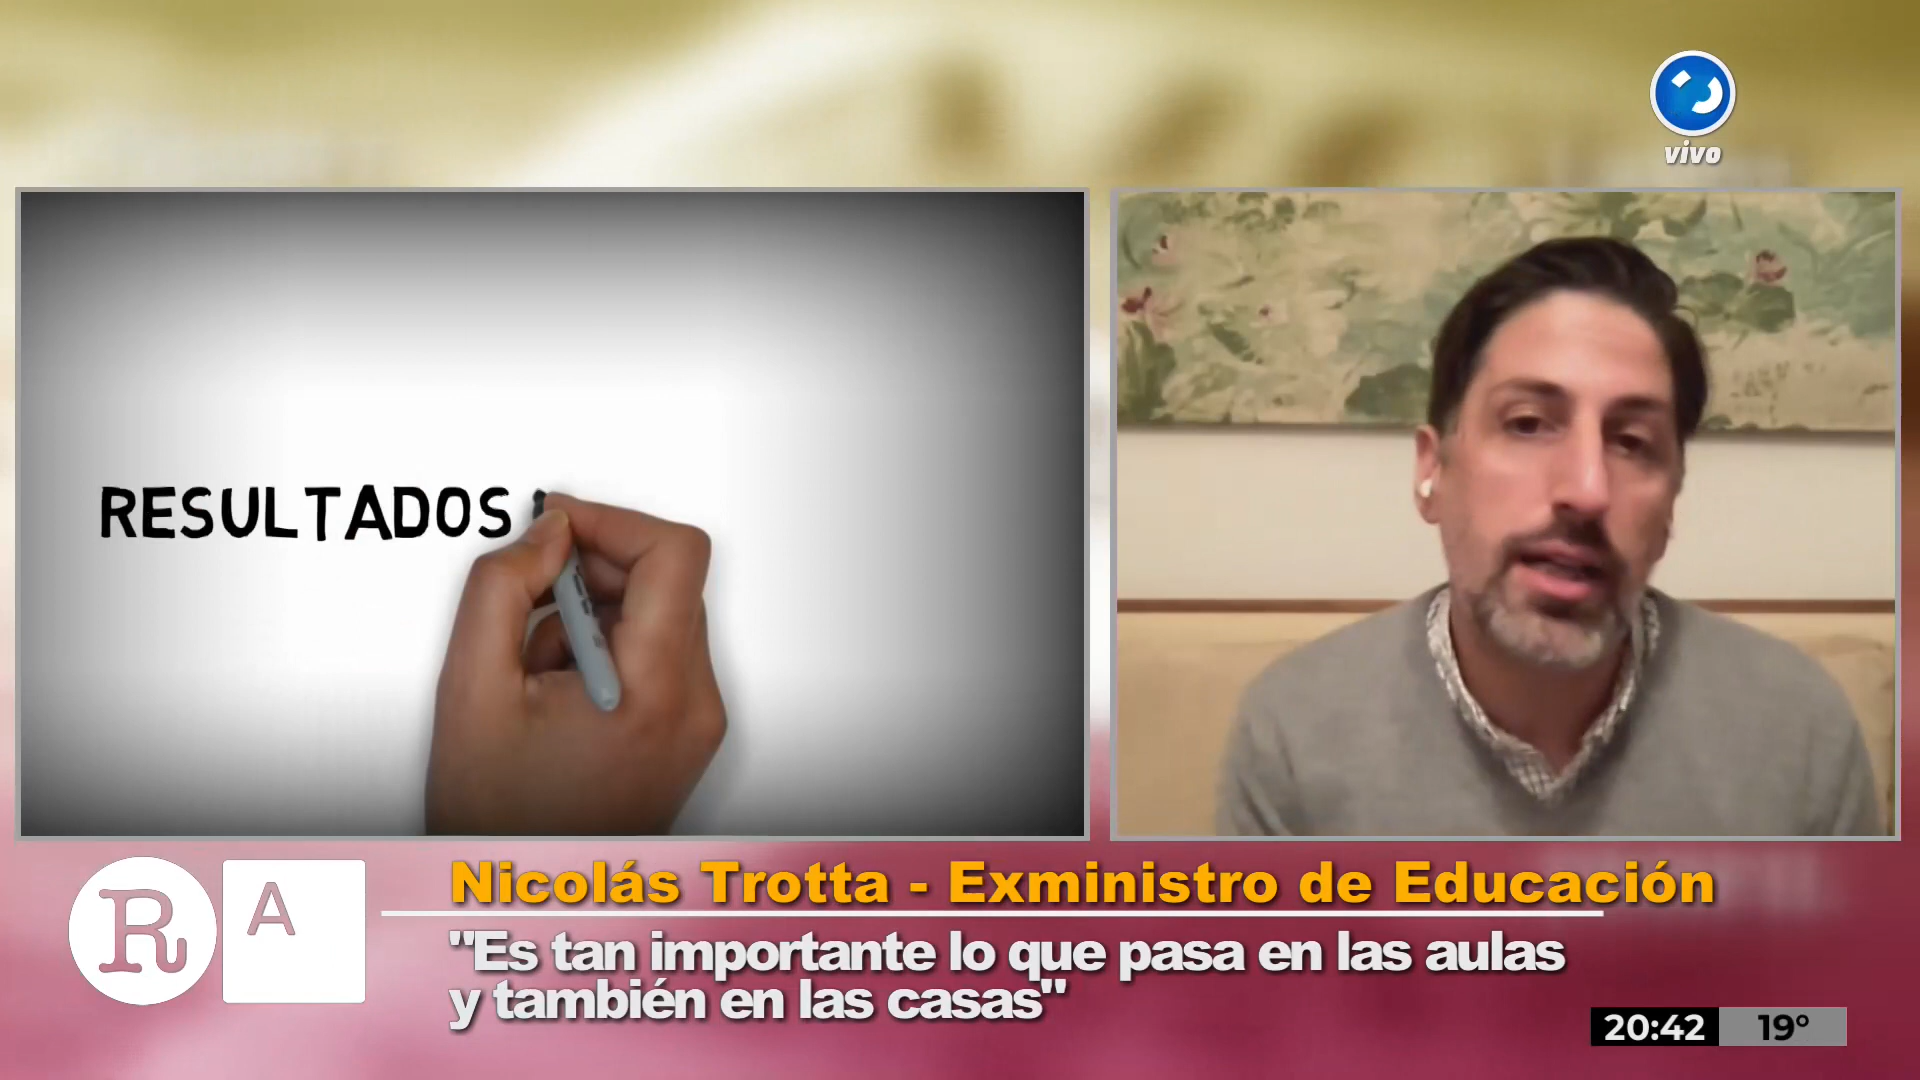 vivo
RESULTADOS
R A
Nicolás Trotta - Exministro de Educación
"Es tan importante lo que pasa en las aulas
y también en las casas"
20:42 19°